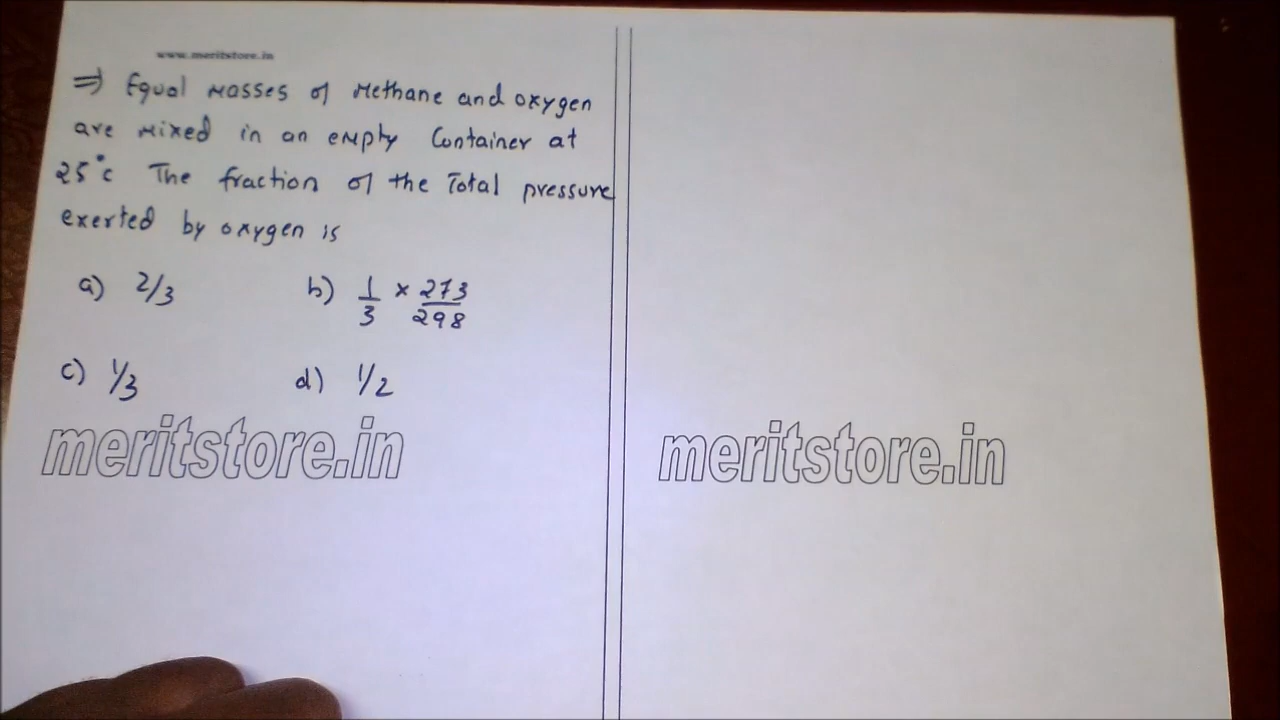 www.meritstore.in
⇒ Equal masses of Methane and oxygen
are mixed in an empty Container at
25°c The fraction of the Total pressure
exerted by oxygen is
a) 2/3 b) 1/3 × 273/298
c) 1/3 d) 1/2
meritstore.in meritstore.in